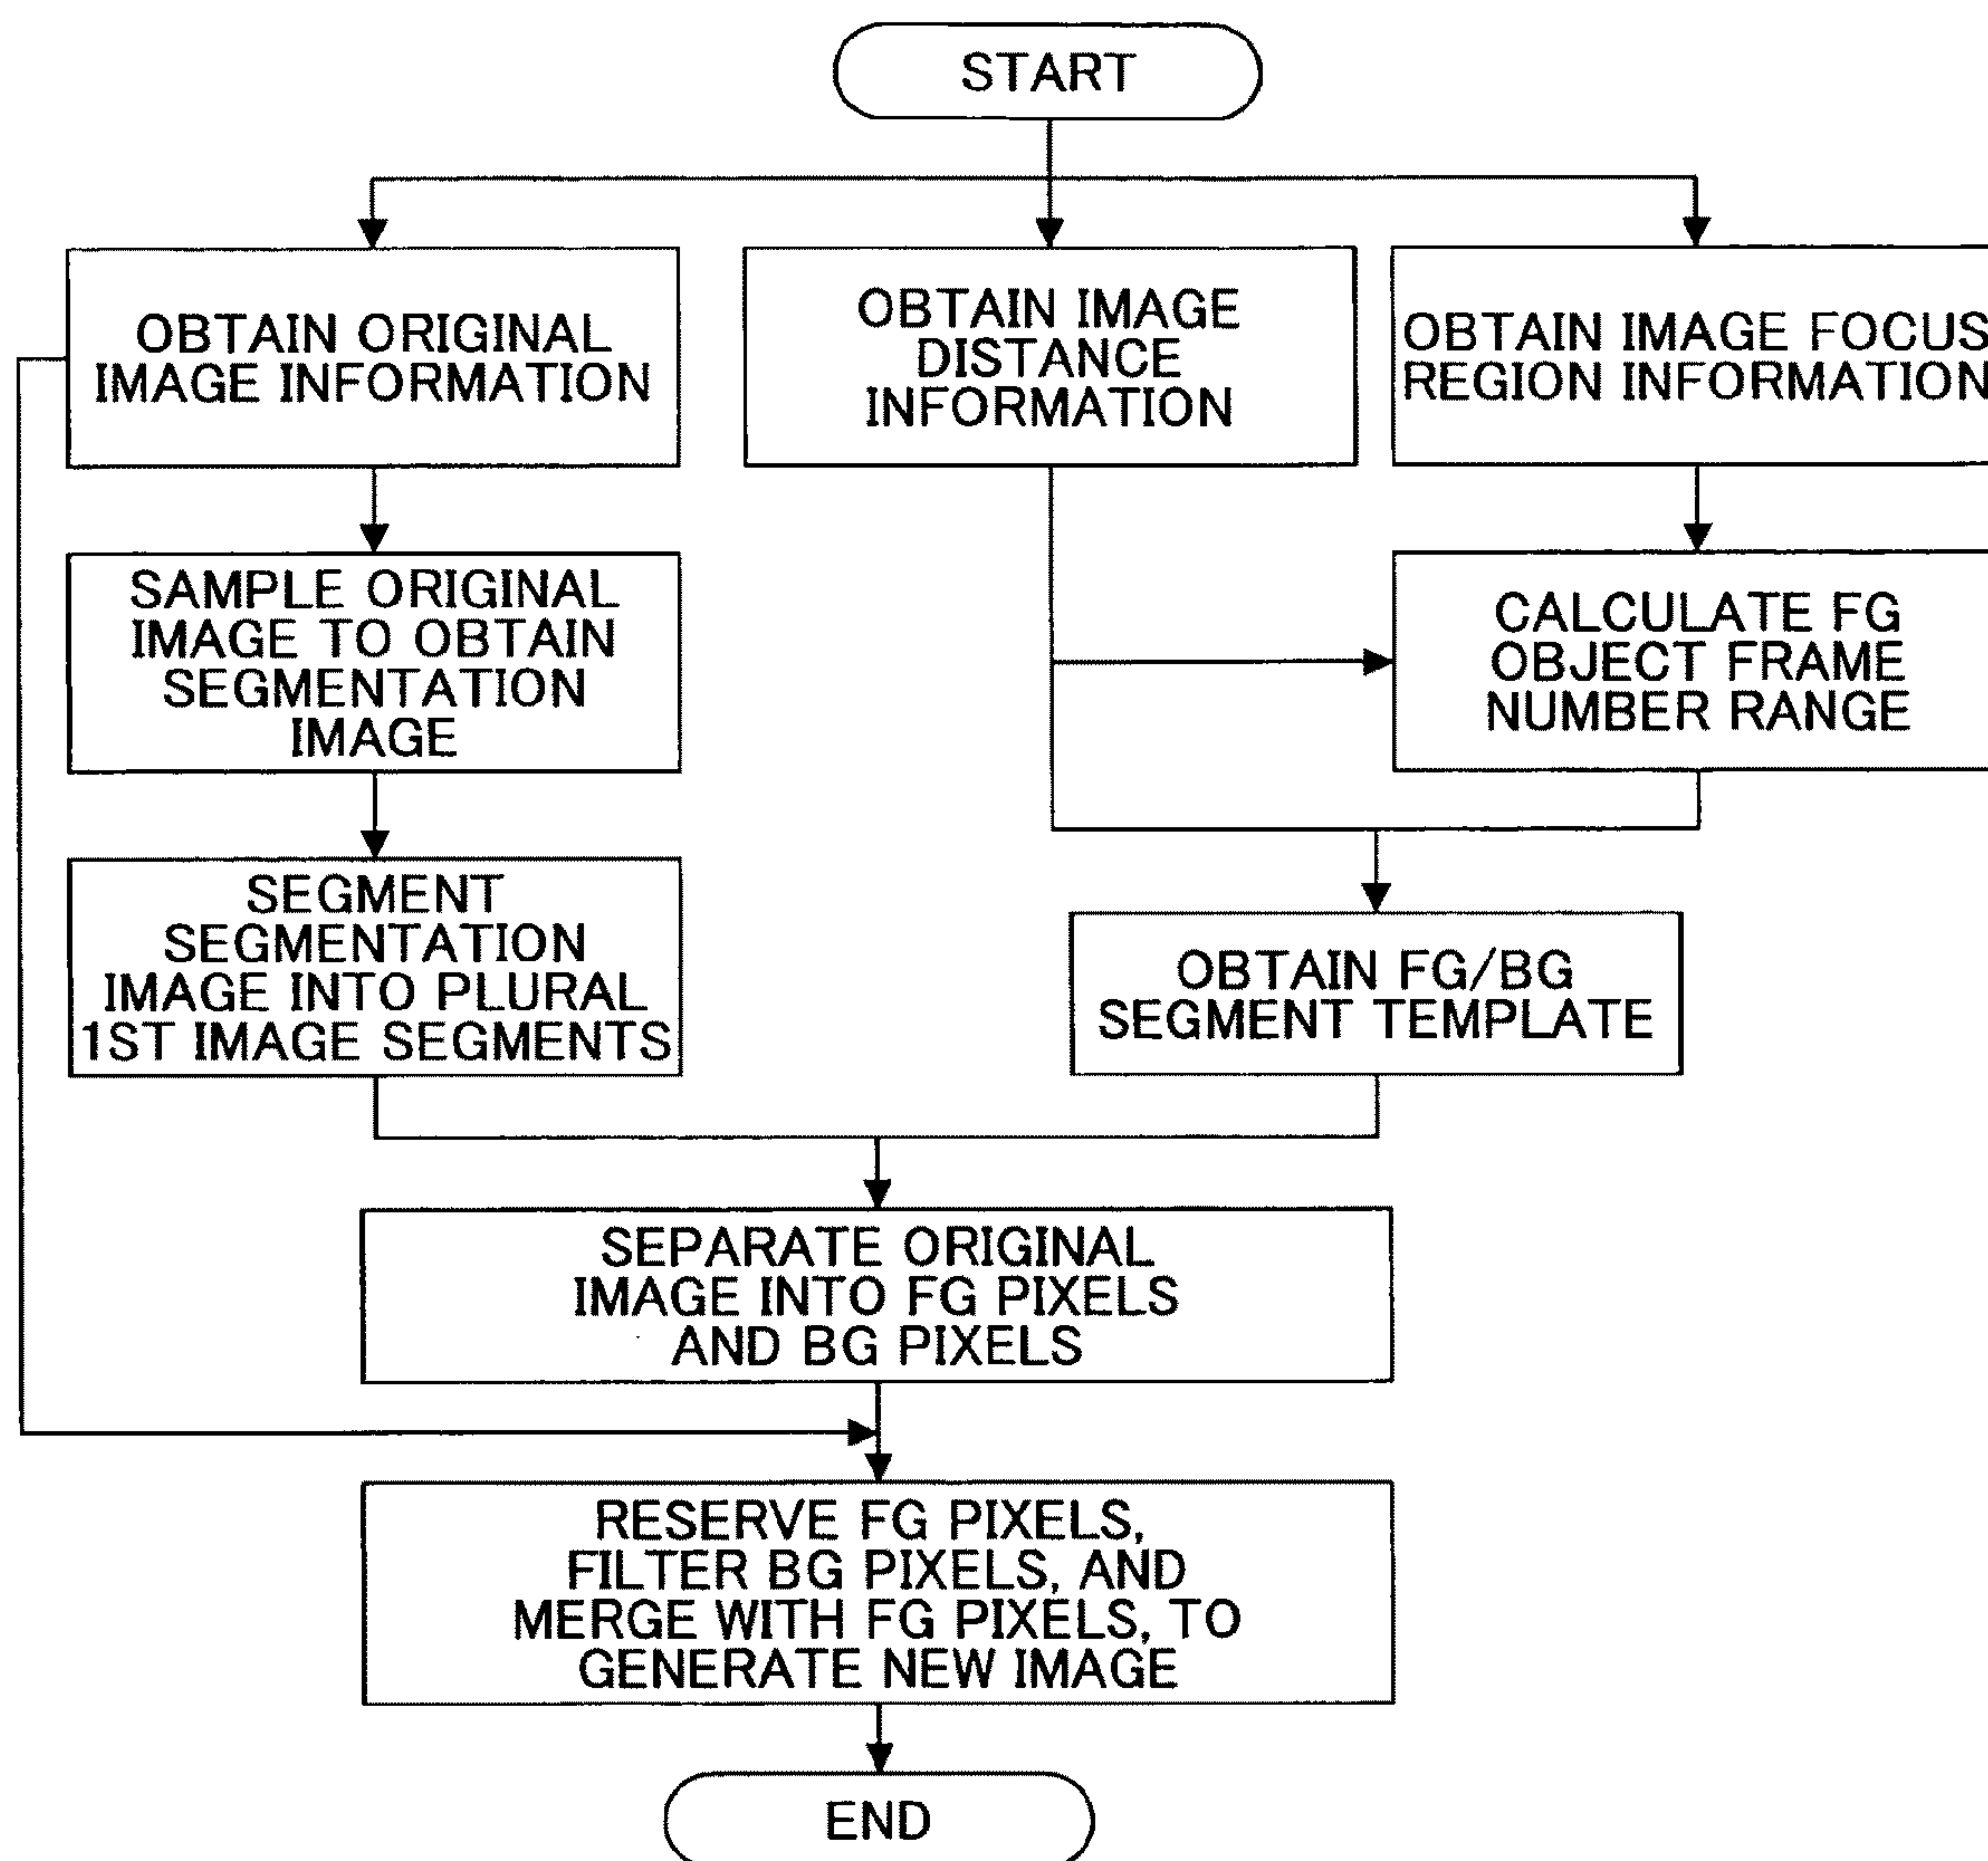 START
OBTAIN ORIGINAL
IMAGE INFORMATION
OBTAIN IMAGE
DISTANCE
INFORMATION
OBTAIN IMAGE FOCUS
REGION INFORMATION
SAMPLE ORIGINAL
IMAGE TO OBTAIN
SEGMENTATION
IMAGE
CALCULATE FG
OBJECT FRAME
NUMBER RANGE
SEGMENT
SEGMENTATION
IMAGE INTO PLURAL
1ST IMAGE SEGMENTS
OBTAIN FG/BG
SEGMENT TEMPLATE
SEPARATE ORIGINAL
IMAGE INTO FG PIXELS
AND BG PIXELS
RESERVE FG PIXELS,
FILTER BG PIXELS, AND
MERGE WITH FG PIXELS, TO
GENERATE NEW IMAGE
END